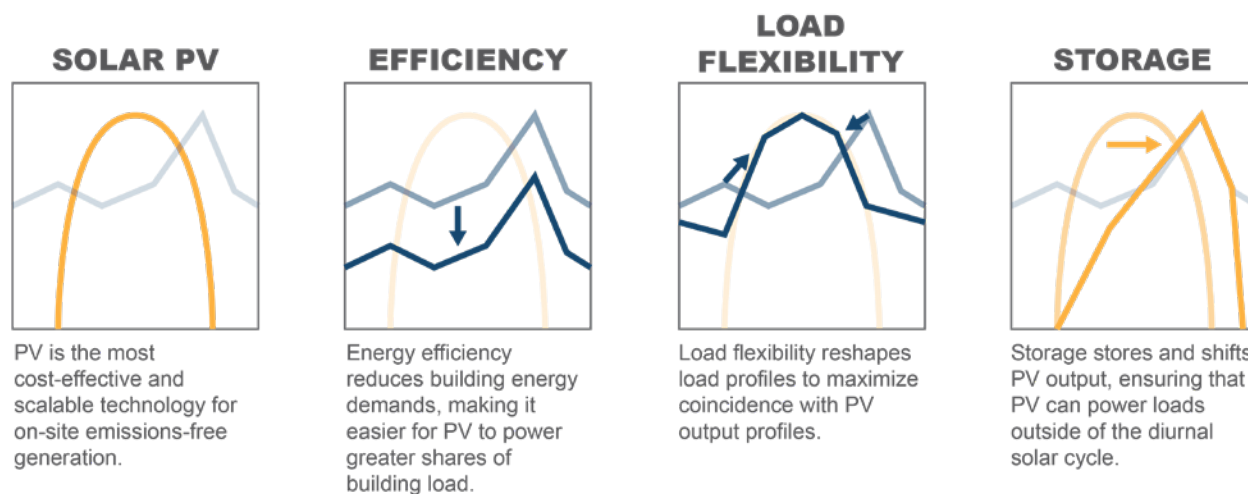 SOLAR PV
PV is the most
cost-effective and
scalable technology for
on-site emissions-free
generation.
EFFICIENCY
Energy efficiency
reduces building energy
demands, making it
easier for PV to power
greater shares of
building load.
LOAD
FLEXIBILITY
Load flexibility reshapes
load profiles to maximize
coincidence with PV
output profiles.
STORAGE
Storage stores and shifts
PV output, ensuring that
PV can power loads
outside of the diurnal
solar cycle.